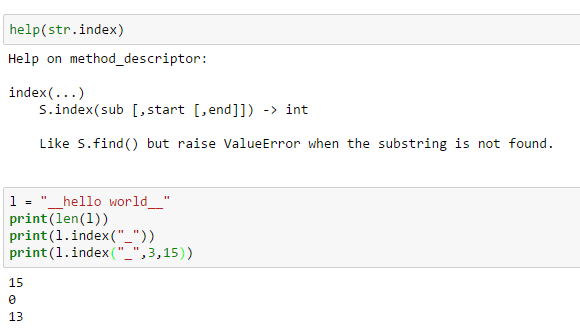 help(str.index)
Help on method_descriptor:
index(...)
    S.index(sub [,start [,end]]) -> int
    Like S.find() but raise ValueError when the substring is not found.
l = "__hello world__"
print(len(l))
print(l.index("_"))
print(l.index("_",3,15))
15
0
13